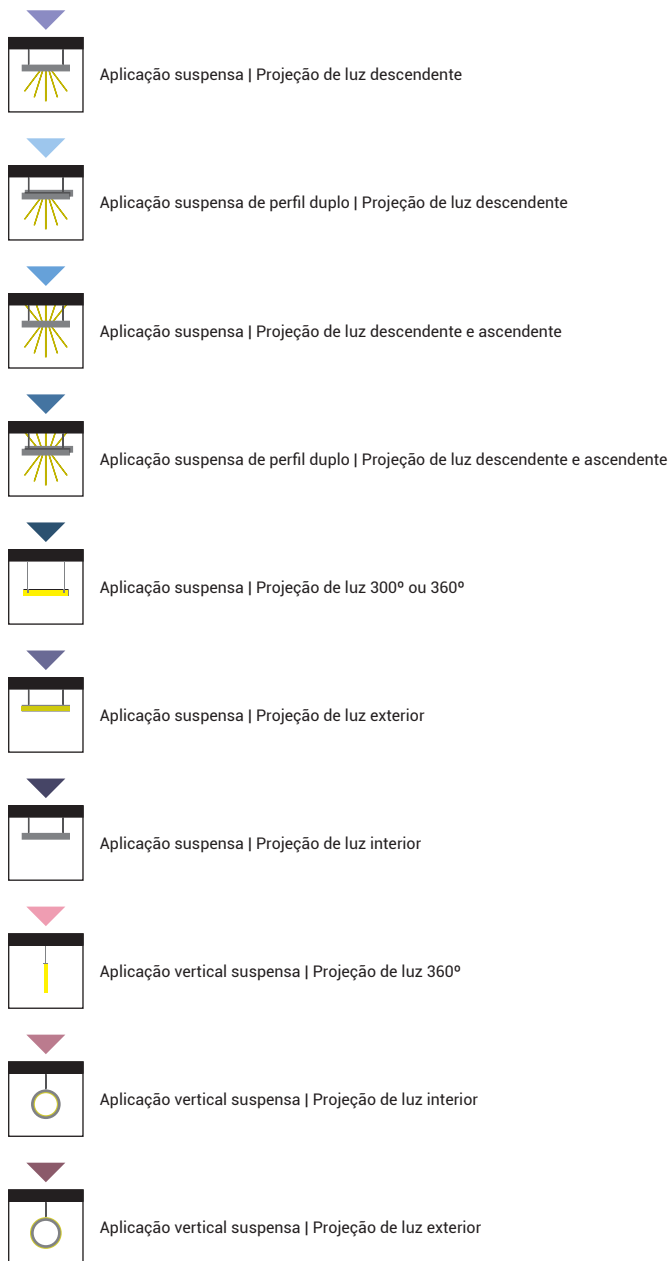 Aplicação suspensa | Projeção de luz descendente
Aplicação suspensa de perfil duplo | Projeção de luz descendente
Aplicação suspensa | Projeção de luz descendente e ascendente
Aplicação suspensa de perfil duplo | Projeção de luz descendente e ascendente
Aplicação suspensa | Projeção de luz 300º ou 360º
Aplicação suspensa | Projeção de luz exterior
Aplicação suspensa | Projeção de luz interior
Aplicação vertical suspensa | Projeção de luz 360º
Aplicação vertical suspensa | Projeção de luz interior
Aplicação vertical suspensa | Projeção de luz exterior